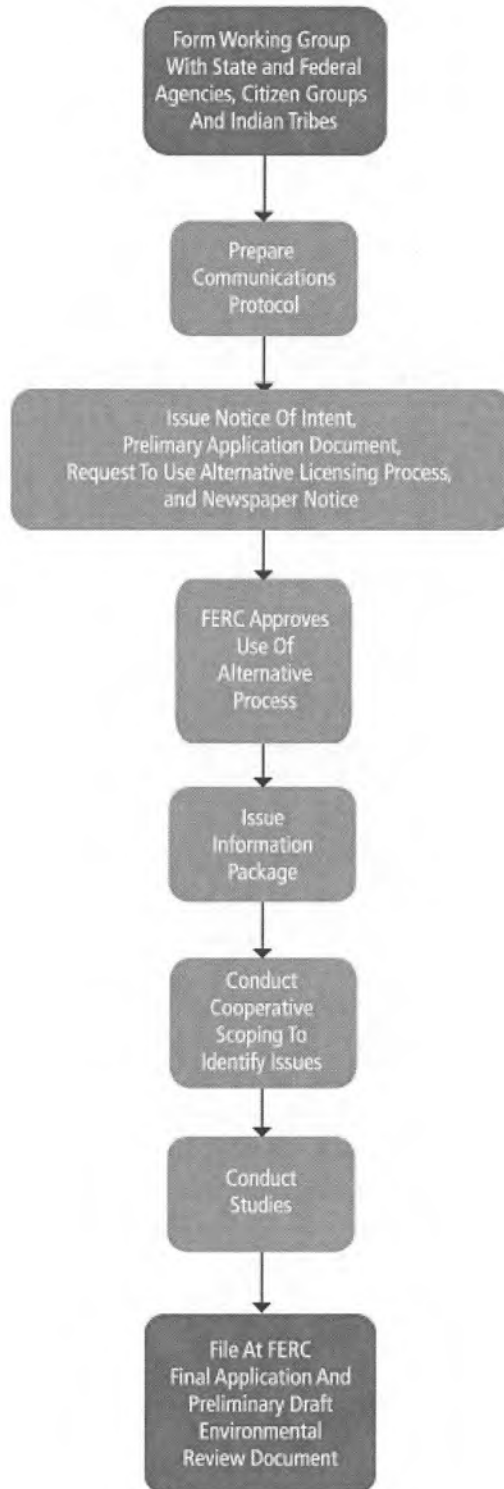 Form Working Group
With State and Federal
Agencies, Citizen Groups
And Indian Tribes
Prepare
Communications
Protocol
Issue Notice Of Intent,
Prelimary Application Document,
Request To Use Alternative Licensing Process,
and Newspaper Notice
FERC Approves
Use Of
Alternative
Process
Issue
Information
Package
Conduct
Cooperative
Scoping To
Identify Issues
Conduct
Studies
File At FERC
Final Application And
Preliminary Draft
Environmental
Review Document